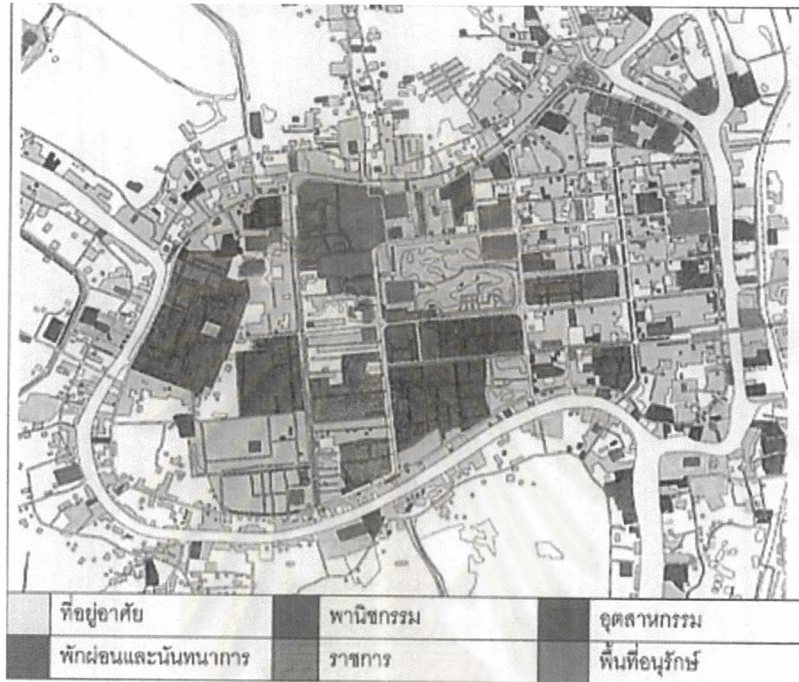 ที่อยู่อาศัย พาณิชกรรม อุตสาหกรรม
พักผ่อนและนันทนาการ ราชการ พื้นที่อนุรักษ์